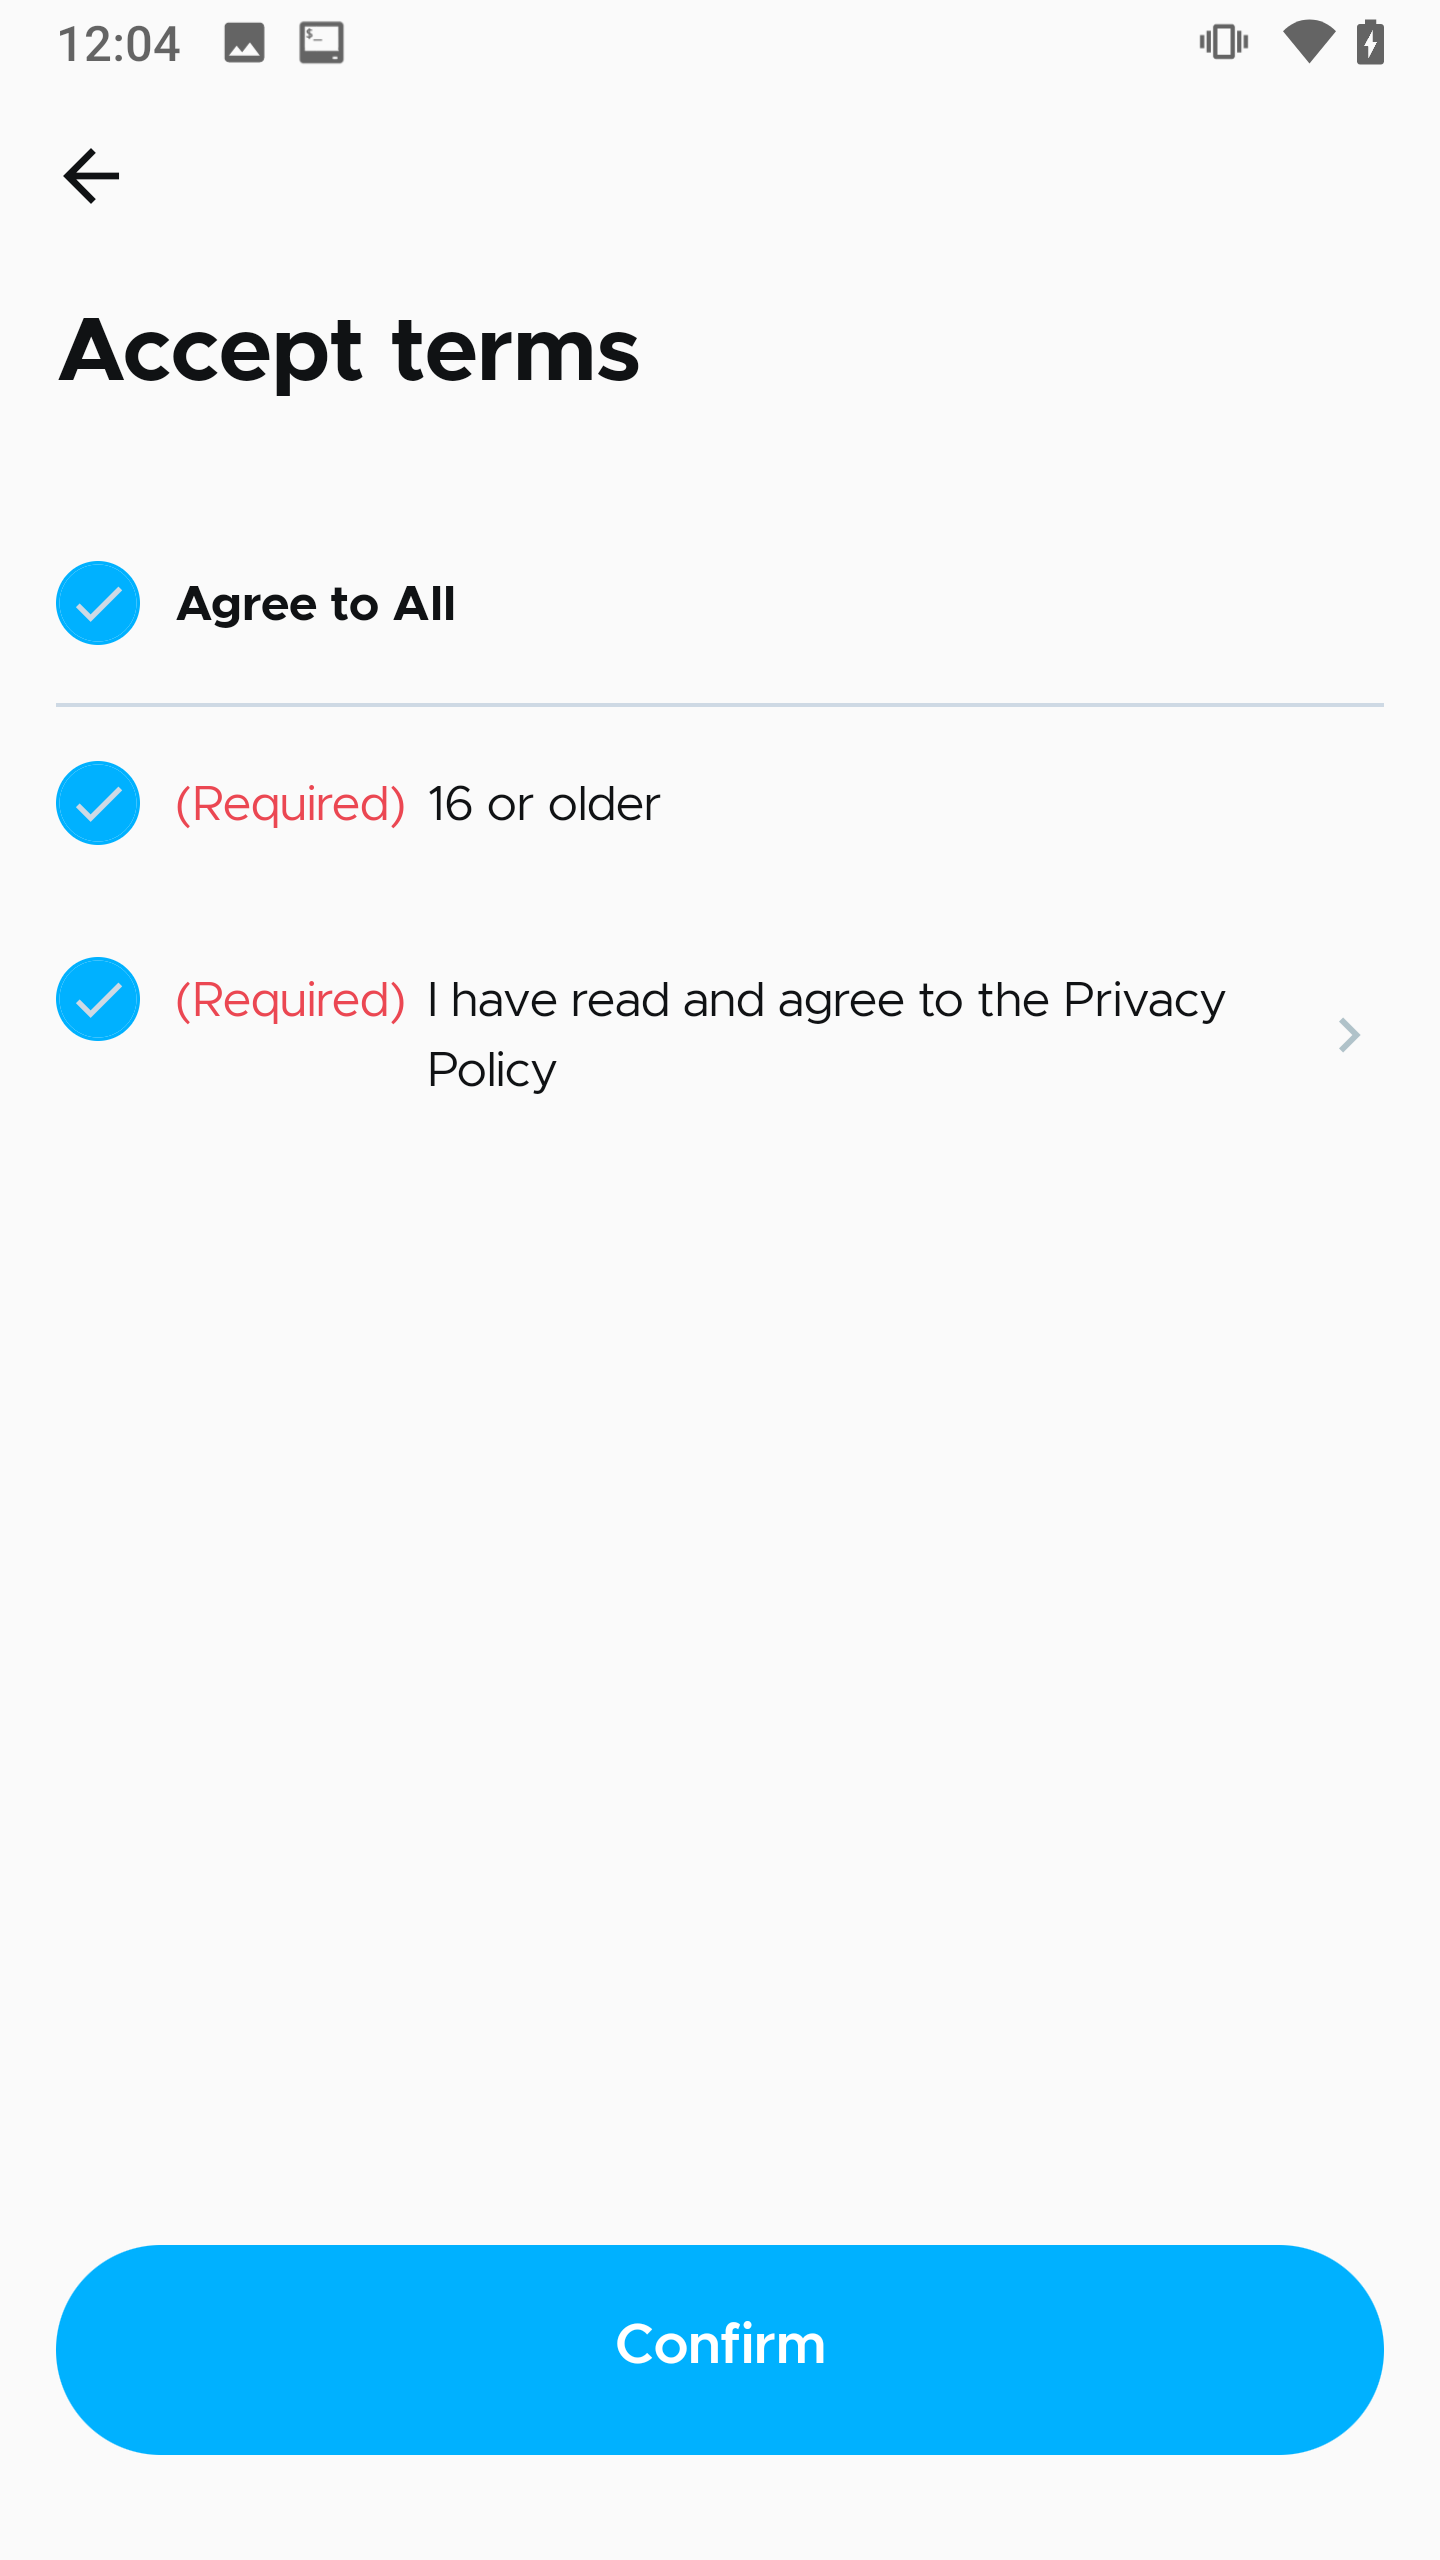 12:04
Accept terms
Agree to All
(Required) 16 or older
(Required) I have read and agree to the Privacy
Policy
Confirm